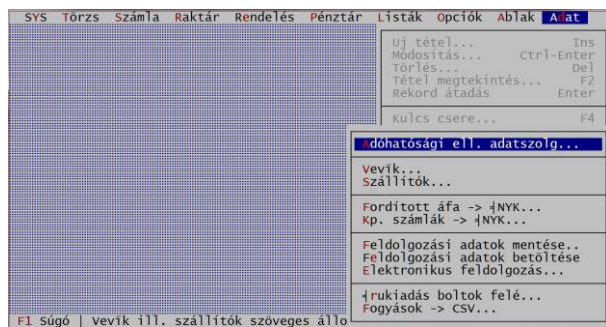 SYS Törzs Számla Raktár Rendelés Pénztár Listák Opciók Ablak Adat
Uj tétel... Ins
Módosítás... Ctrl-Enter
Törlés... Del
Tétel megtekintés... F2
Rekord átadás Enter
Kulcs csere... F4
Adóhatósági ell. adatszolg...
Vevïk...
Szállítók...
Fordított áfa -> ╡NYK...
Kp. számlák -> ╡NYK...
Feldolgozási adatok mentése..
Feldolgozási adatok betöltése
Elektronikus feldolgozás...
╡rukiadás boltok felé...
Fogyások -> CSV...
F1 Súgó | Vevïk ill. szállítók szöveges állo